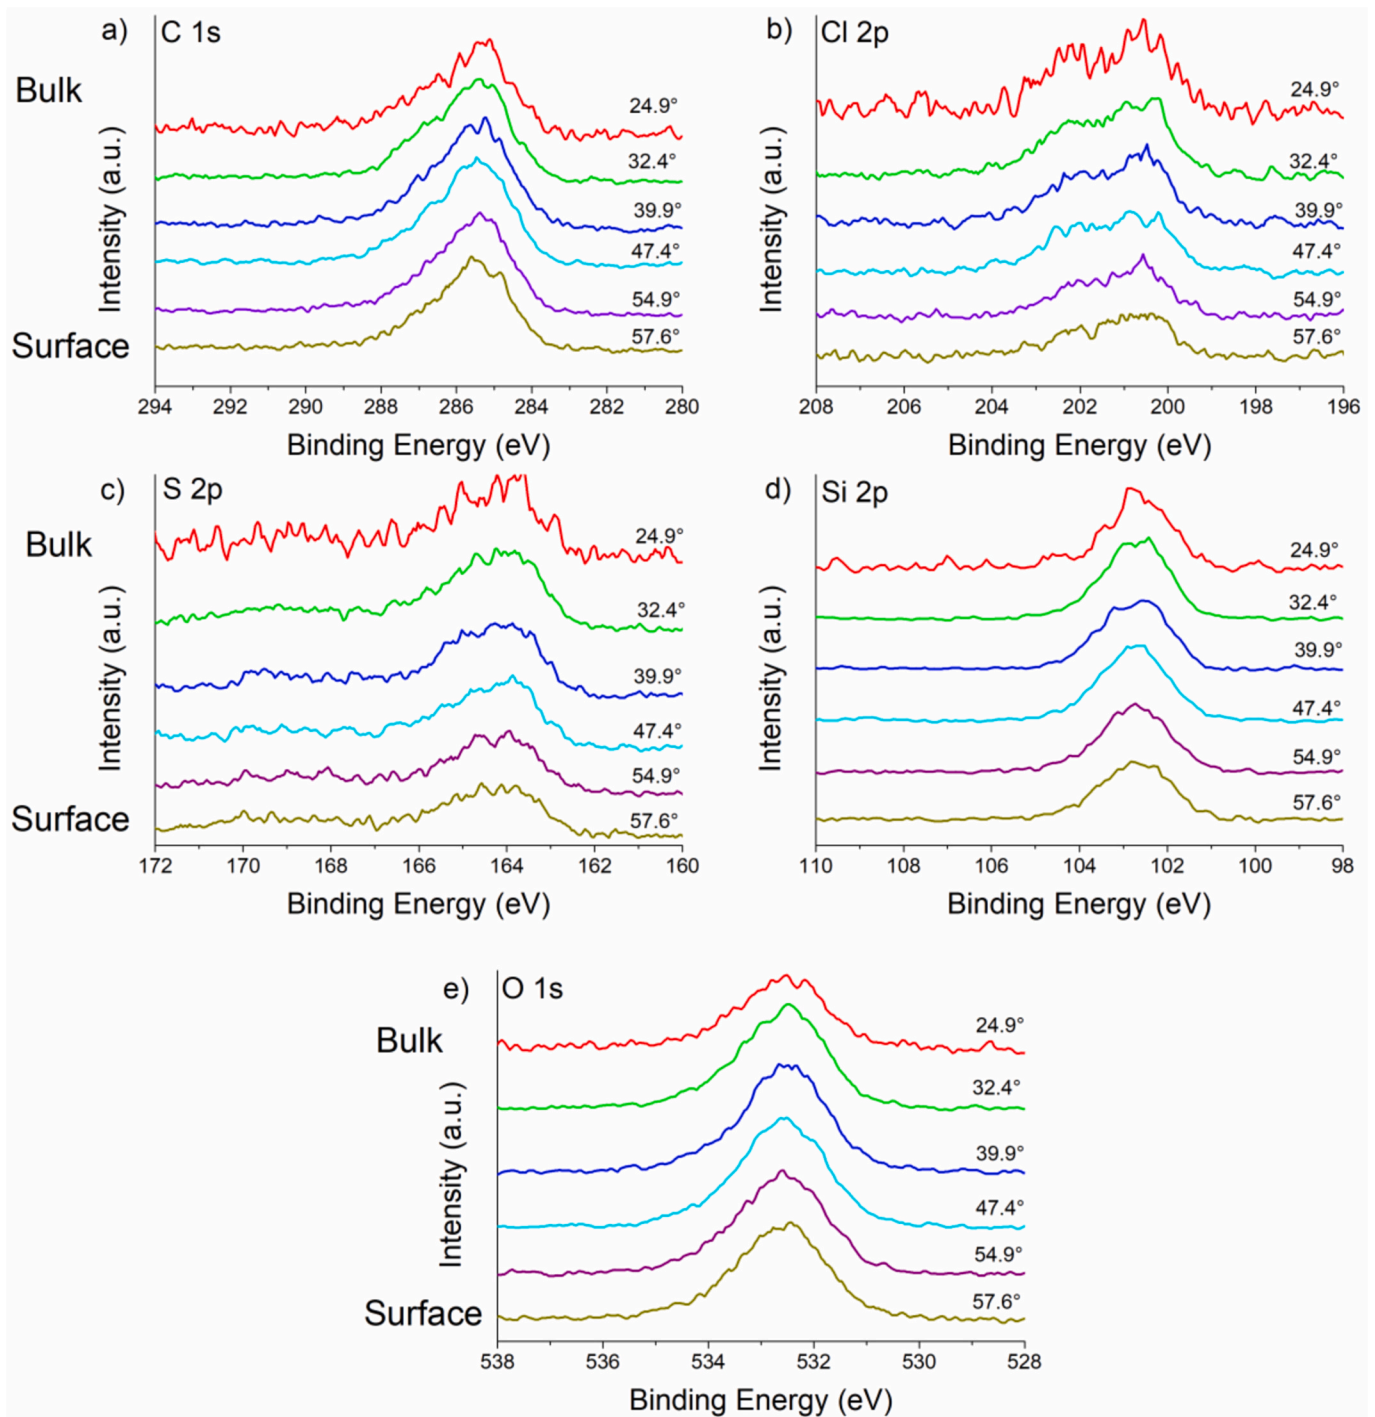 a) C 1s
Bulk
Surface
Intensity (a.u.)
24.9°
32.4°
39.9°
47.4°
54.9°
57.6°
294 292 290 288 286 284 282 280
Binding Energy (eV)
b) Cl 2p
Intensity (a.u.)
24.9°
32.4°
39.9°
47.4°
54.9°
57.6°
208 206 204 202 200 198 196
Binding Energy (eV)
c) S 2p
Bulk
Surface
Intensity (a.u.)
24.9°
32.4°
39.9°
47.4°
54.9°
57.6°
172 170 168 166 164 162 160
Binding Energy (eV)
d) Si 2p
Intensity (a.u.)
24.9°
32.4°
39.9°
47.4°
54.9°
57.6°
110 108 106 104 102 100 98
Binding Energy (eV)
e) O 1s
Bulk
Surface
Intensity (a.u.)
24.9°
32.4°
39.9°
47.4°
54.9°
57.6°
538 536 534 532 530 528
Binding Energy (eV)